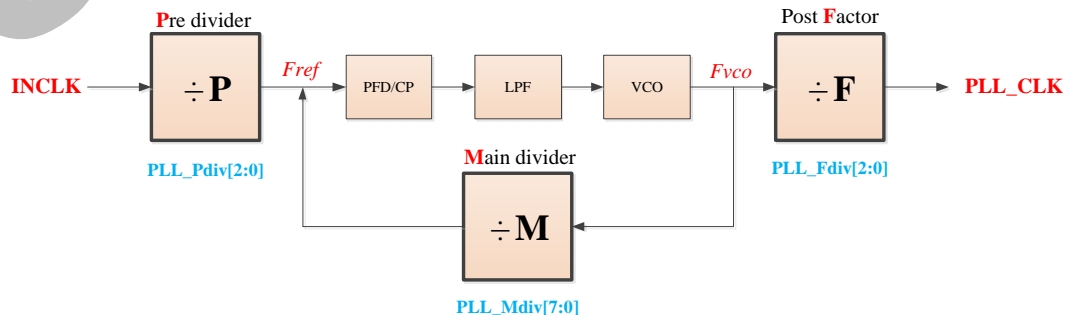 Pre divider
Post Factor
INCLK
÷P
Fref
PFD/CP
LPF
VCO
Fvco
÷F
PLL_CLK
PLL_Pdiv[2:0]
Main divider
PLL_Fdiv[2:0]
÷M
PLL_Mdiv[7:0]